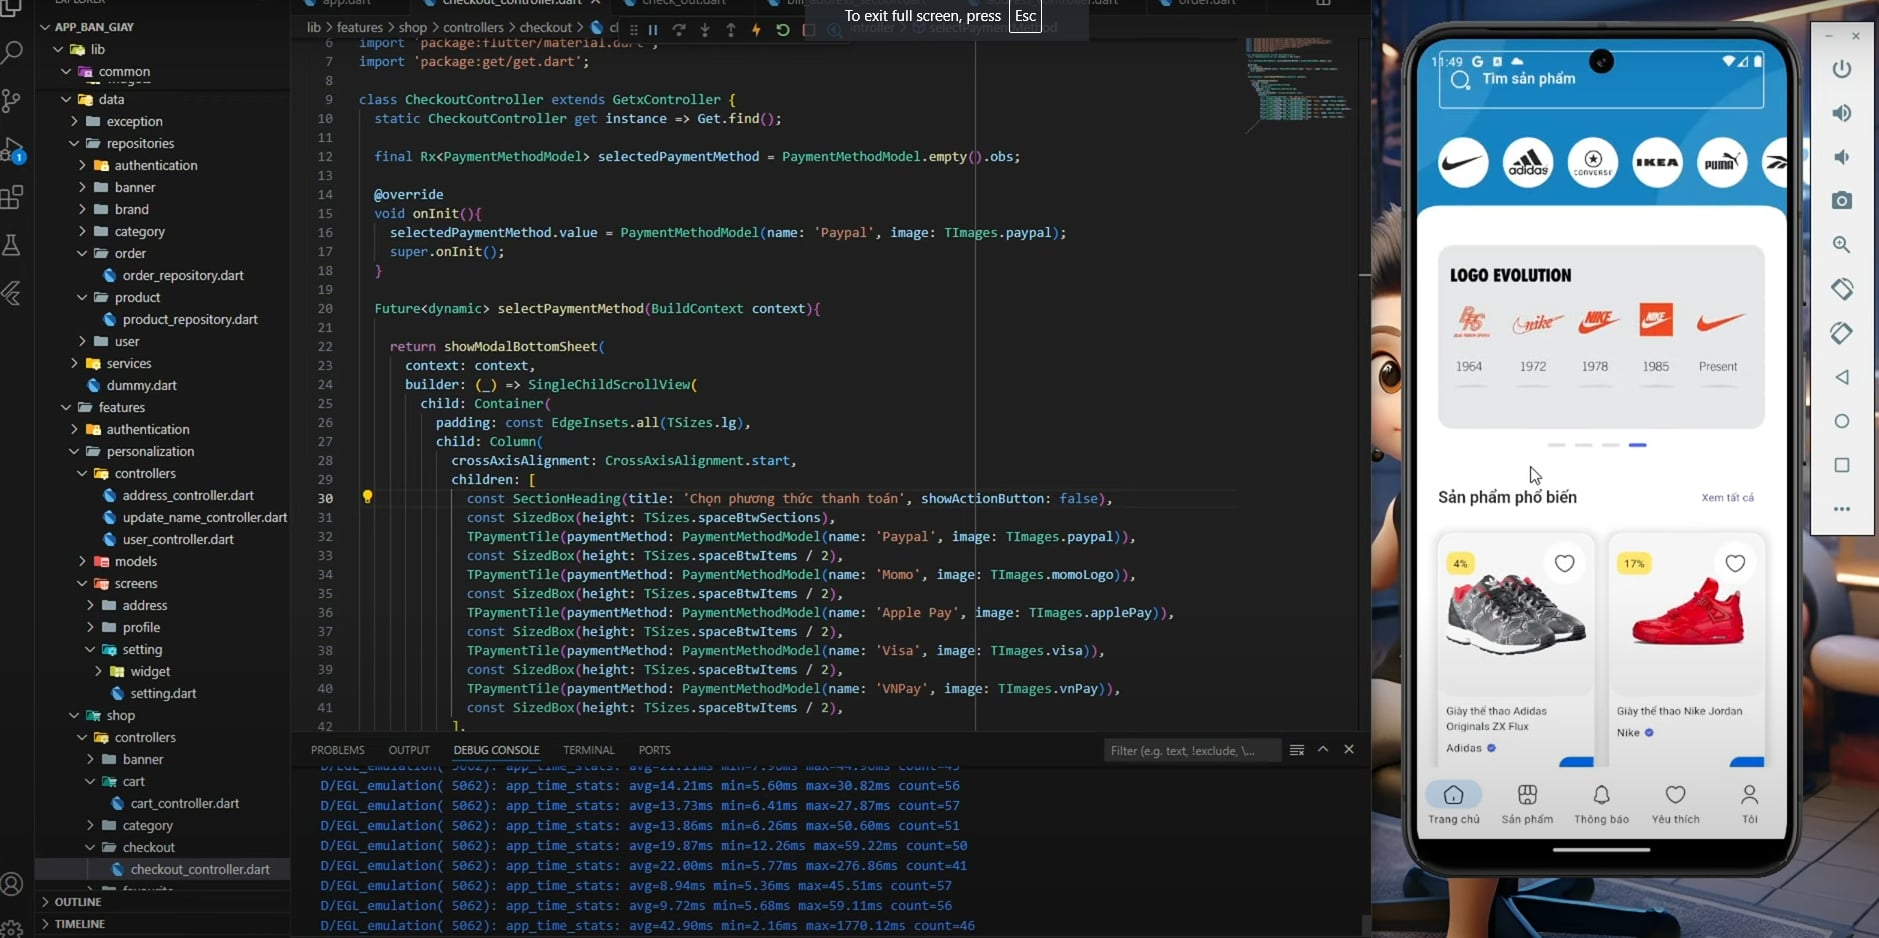 EXPLORER
APP_BAN_GIAY
lib
common
data
exception
repositories
authentication
banner
brand
category
order
order_repository.dart
product
product_repository.dart
user
services
dummy.dart
features
authentication
personalization
controllers
address_controller.dart
update_name_controller.dart
user_controller.dart
models
screens
address
profile
setting
widget
setting.dart
shop
controllers
banner
cart
cart_controller.dart
category
checkout
checkout_controller.dart
OUTLINE
TIMELINE
1
app.dart
checkout_controller.dart
check_out.dart
order.dart
To exit full screen, press Esc
lib > features > shop > controllers > checkout >
6 import 'package:flutter/material.dart';
7 import 'package:get/get.dart';
8
9 class CheckoutController extends GetxController {
10 static CheckoutController get instance => Get.find();
11
12 final Rx<PaymentMethodModel> selectedPaymentMethod = PaymentMethodModel.empty().obs;
13
14 @override
15 void onInit(){
16 selectedPaymentMethod.value = PaymentMethodModel(name: 'Paypal', image: TImages.paypal);
17 super.onInit();
18 }
19
20 Future<dynamic> selectPaymentMethod(BuildContext context){
21
22 return showModalBottomSheet(
23 context: context,
24 builder: (_) => SingleChildScrollView(
25 child: Container(
26 padding: const EdgeInsets.all(TSizes.lg),
27 child: Column(
28 crossAxisAlignment: CrossAxisAlignment.start,
29 children: [
30 const SectionHeading(title: 'Chọn phương thức thanh toán', showActionButton: false),
31 const SizedBox(height: TSizes.spaceBtwSections),
32 TPaymentTile(paymentMethod: PaymentMethodModel(name: 'Paypal', image: TImages.paypal)),
33 const SizedBox(height: TSizes.spaceBtwItems / 2),
34 TPaymentTile(paymentMethod: PaymentMethodModel(name: 'Momo', image: TImages.momoLogo)),
35 const SizedBox(height: TSizes.spaceBtwItems / 2),
36 TPaymentTile(paymentMethod: PaymentMethodModel(name: 'Apple Pay', image: TImages.applePay)),
37 const SizedBox(height: TSizes.spaceBtwItems / 2),
38 TPaymentTile(paymentMethod: PaymentMethodModel(name: 'Visa', image: TImages.visa)),
39 const SizedBox(height: TSizes.spaceBtwItems / 2),
40 TPaymentTile(paymentMethod: PaymentMethodModel(name: 'VNPay', image: TImages.vnPay)),
41 const SizedBox(height: TSizes.spaceBtwItems / 2),
42 ],
PROBLEMS OUTPUT DEBUG CONSOLE TERMINAL PORTS Filter (e.g. text, !exclude, \...
D/EGL_emulation( 5062): app_time_stats: avg=14.21ms min=5.60ms max=30.82ms count=56
D/EGL_emulation( 5062): app_time_stats: avg=13.73ms min=6.41ms max=27.87ms count=57
D/EGL_emulation( 5062): app_time_stats: avg=13.86ms min=6.26ms max=50.60ms count=51
D/EGL_emulation( 5062): app_time_stats: avg=19.87ms min=12.26ms max=59.22ms count=50
D/EGL_emulation( 5062): app_time_stats: avg=22.00ms min=5.77ms max=276.86ms count=41
D/EGL_emulation( 5062): app_time_stats: avg=8.94ms min=5.36ms max=45.51ms count=57
D/EGL_emulation( 5062): app_time_stats: avg=9.72ms min=5.68ms max=59.11ms count=56
D/EGL_emulation( 5062): app_time_stats: avg=42.90ms min=2.16ms max=1770.12ms count=46
11:49
Tìm sản phẩm
adidas CONVERSE IKEA PUMA
LOGO EVOLUTION
nike NIKE NIKE
1964 1972 1978 1985 Present
Sản phẩm phổ biến Xem tất cả
4% 17%
Giày thể thao Adidas Originals ZX Flux
Adidas
Giày thể thao Nike Jordan
Nike
Trang chủ Sản phẩm Thông báo Yêu thích Tôi